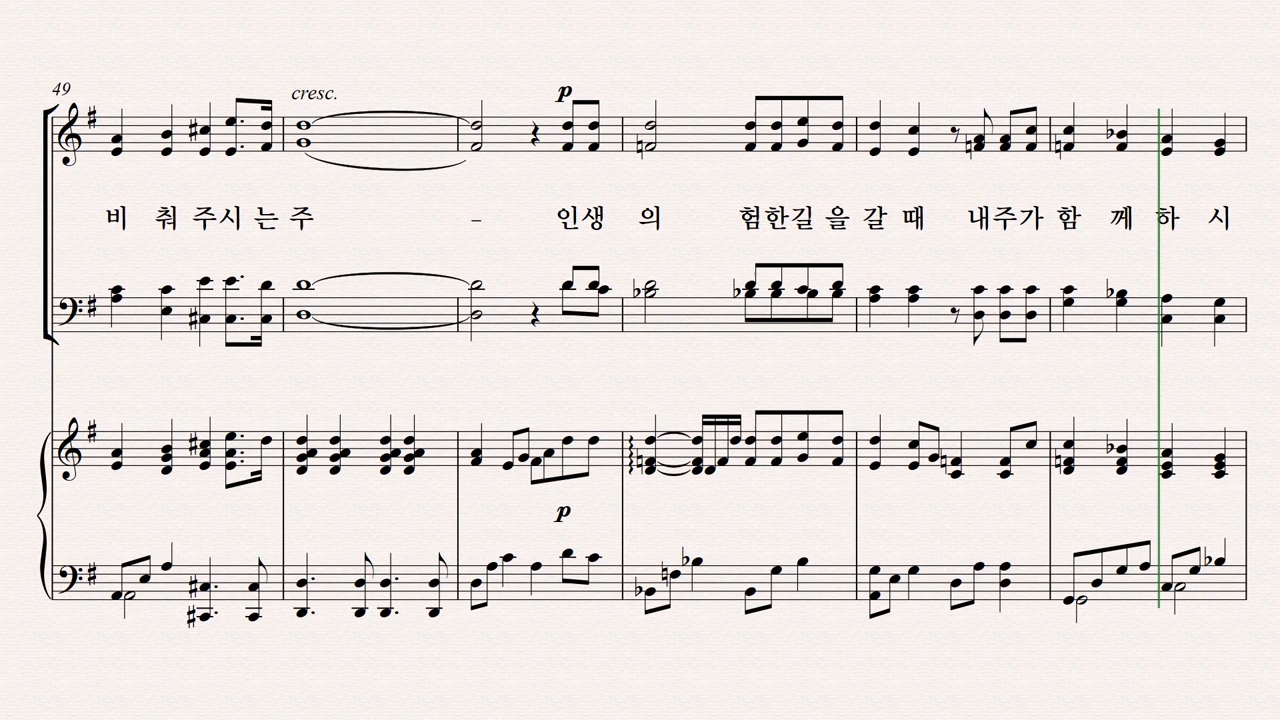 49
cresc.
p
비 춰 주시 는 주 - 인생 의 험한길 을 갈 때 내주가 함 께 하 시
p